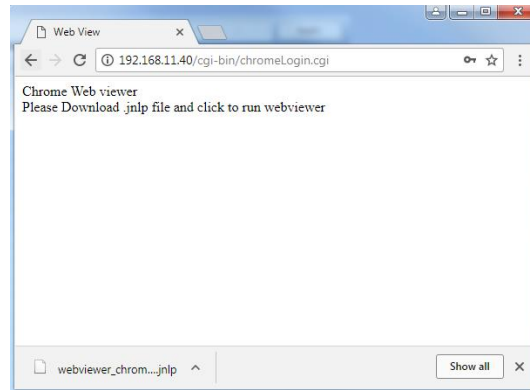 Web View
192.168.11.40/cgi-bin/chromeLogin.cgi
Chrome Web viewer
Please Download .jnlp file and click to run webviewer
webviewer_chrom....jnlp
Show all